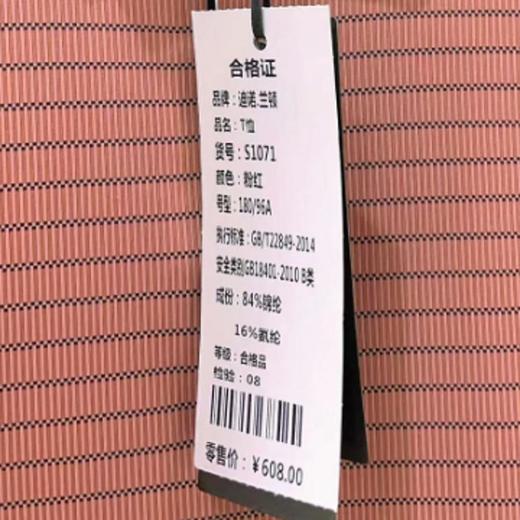 合格证
品牌：迪诺.兰顿
品名：T恤
货号：S1071
颜色：粉红
号型：180/96A
执行标准：GB/T22849-2014
安全类别GB18401-2010 B类
成份：84%锦纶
16%氨纶
等级：合格品
检验：08
零售价：￥608.00